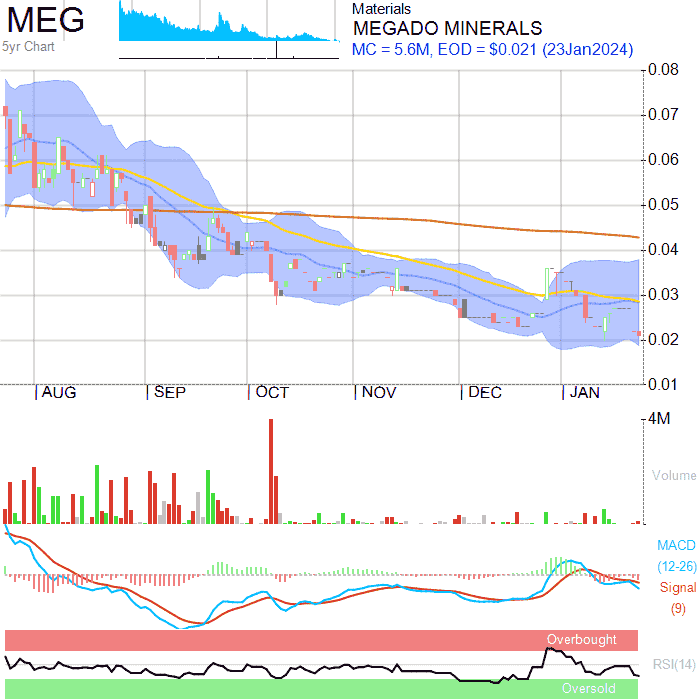 MEG
5yr Chart
Materials
MEGADO MINERALS
MC = 5.6M, EOD = $0.021 (23Jan2024)
0.08
0.07
0.06
0.05
0.04
0.03
0.02
0.01
AUG SEP OCT NOV DEC JAN
4M
Volume
MACD
(12-26)
Signal
(9)
Overbought
RSI(14)
Oversold